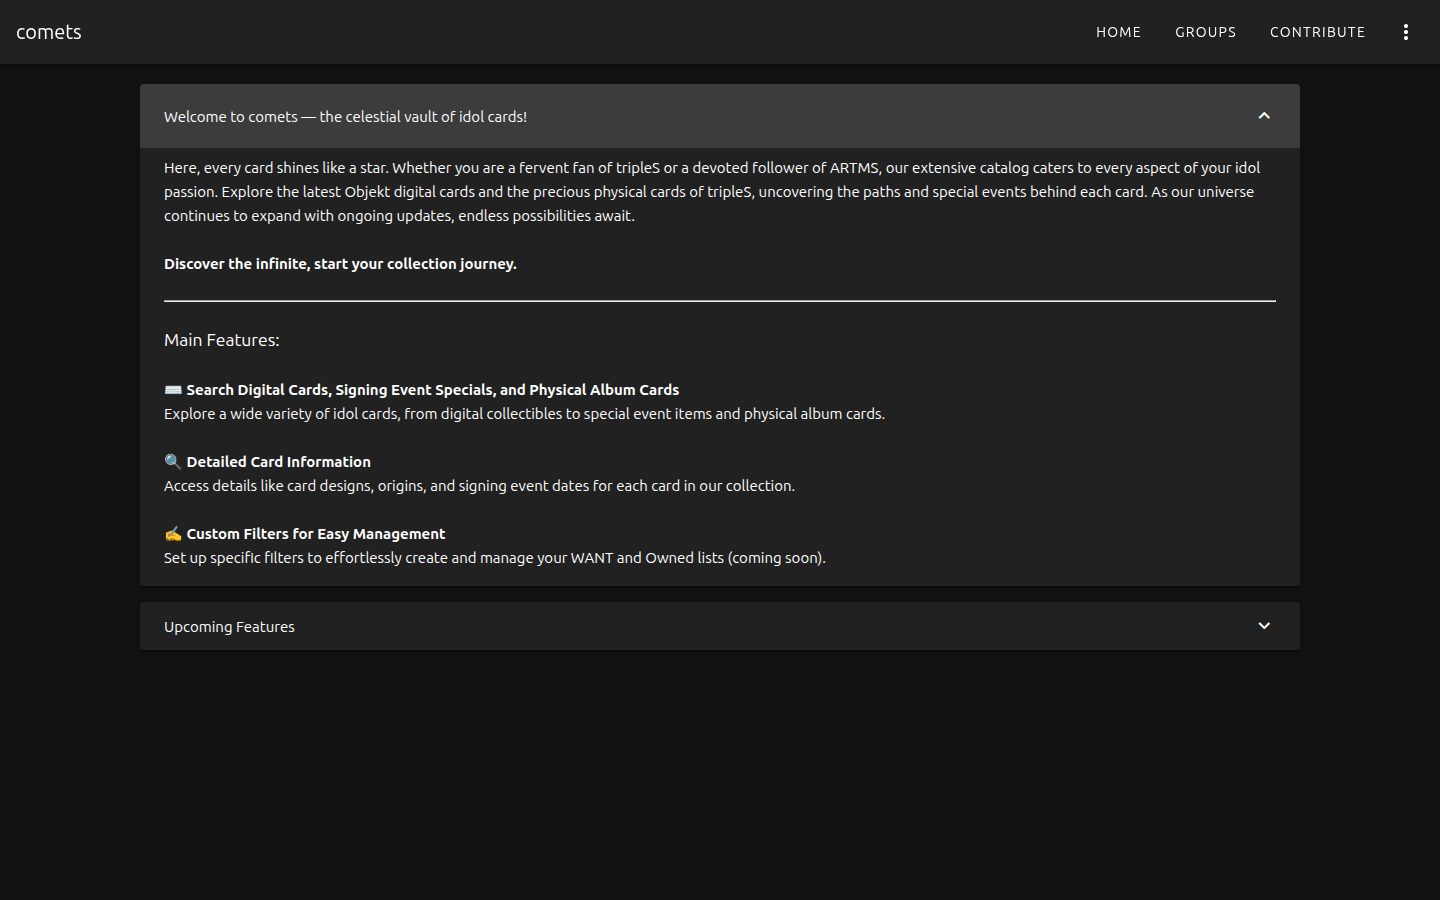 comets
HOME
GROUPS
CONTRIBUTE
Welcome to comets — the celestial vault of idol cards!
Here, every card shines like a star. Whether you are a fervent fan of tripleS or a devoted follower of ARTMS, our extensive catalog caters to every aspect of your idol
passion. Explore the latest Objekt digital cards and the precious physical cards of tripleS, uncovering the paths and special events behind each card. As our universe
continues to expand with ongoing updates, endless possibilities await.
Discover the infinite, start your collection journey.
Main Features:
⌨️ Search Digital Cards, Signing Event Specials, and Physical Album Cards
Explore a wide variety of idol cards, from digital collectibles to special event items and physical album cards.
🔍 Detailed Card Information
Access details like card designs, origins, and signing event dates for each card in our collection.
✍️ Custom Filters for Easy Management
Set up specific filters to effortlessly create and manage your WANT and Owned lists (coming soon).
Upcoming Features